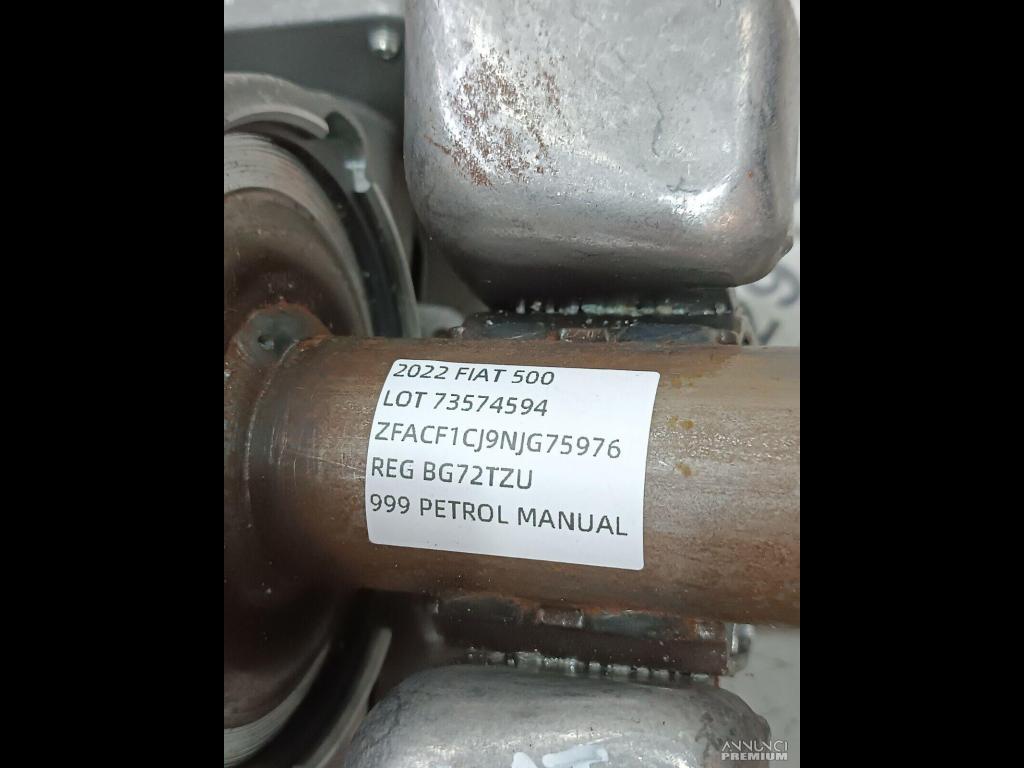 2022 FIAT 500
LOT 73574594
ZFACF1CJ9NJG75976
REG BG72TZU
999 PETROL MANUAL
ANNUNCI
PREMIUM